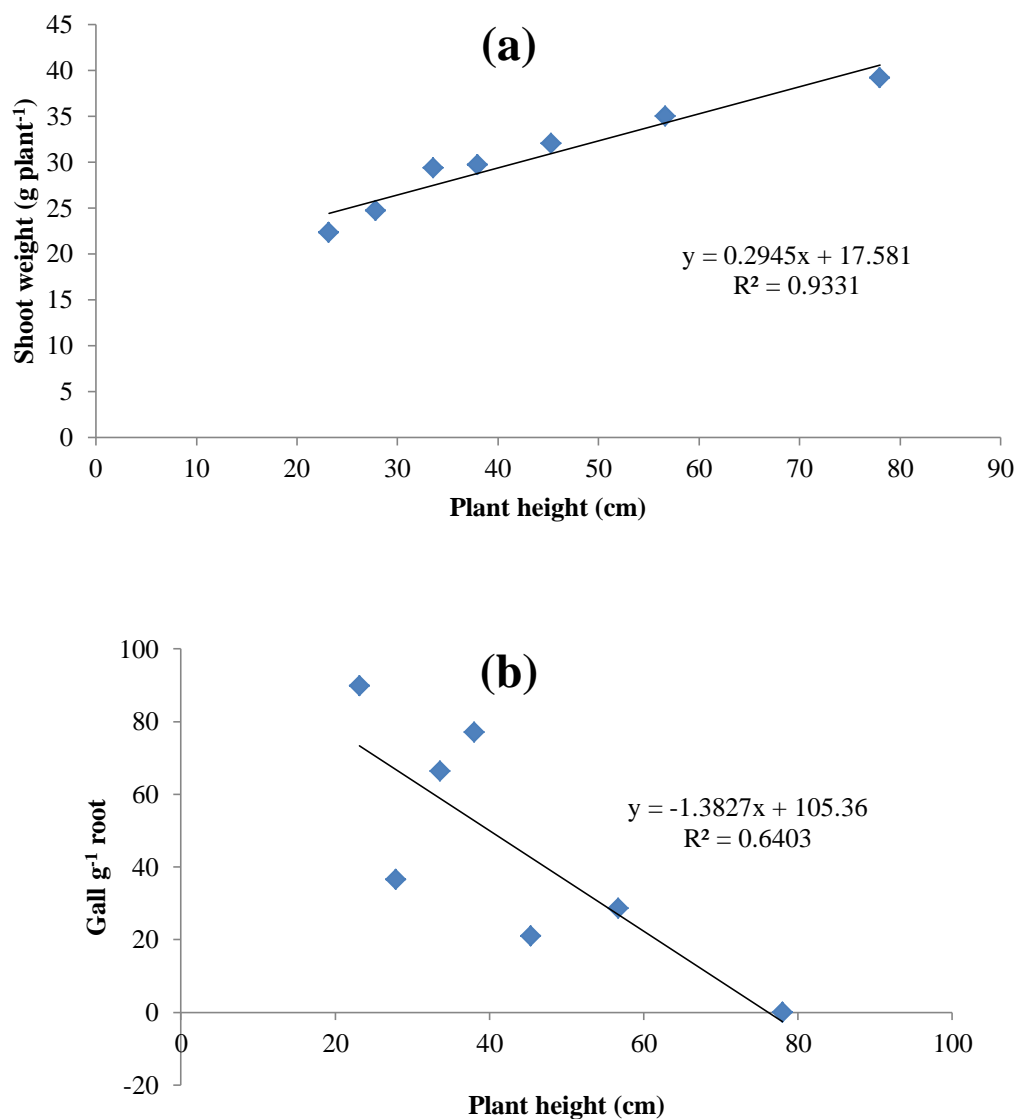 (a)
45
40
35
30
25
20
15
10
5
0
Shoot weight (g plant⁻¹)
y = 0.2945x + 17.581
R² = 0.9331
0 10 20 30 40 50 60 70 80 90
Plant height (cm)
(b)
100
80
60
40
20
0
-20
Gall g⁻¹ root
y = -1.3827x + 105.36
R² = 0.6403
0 20 40 60 80 100
Plant height (cm)